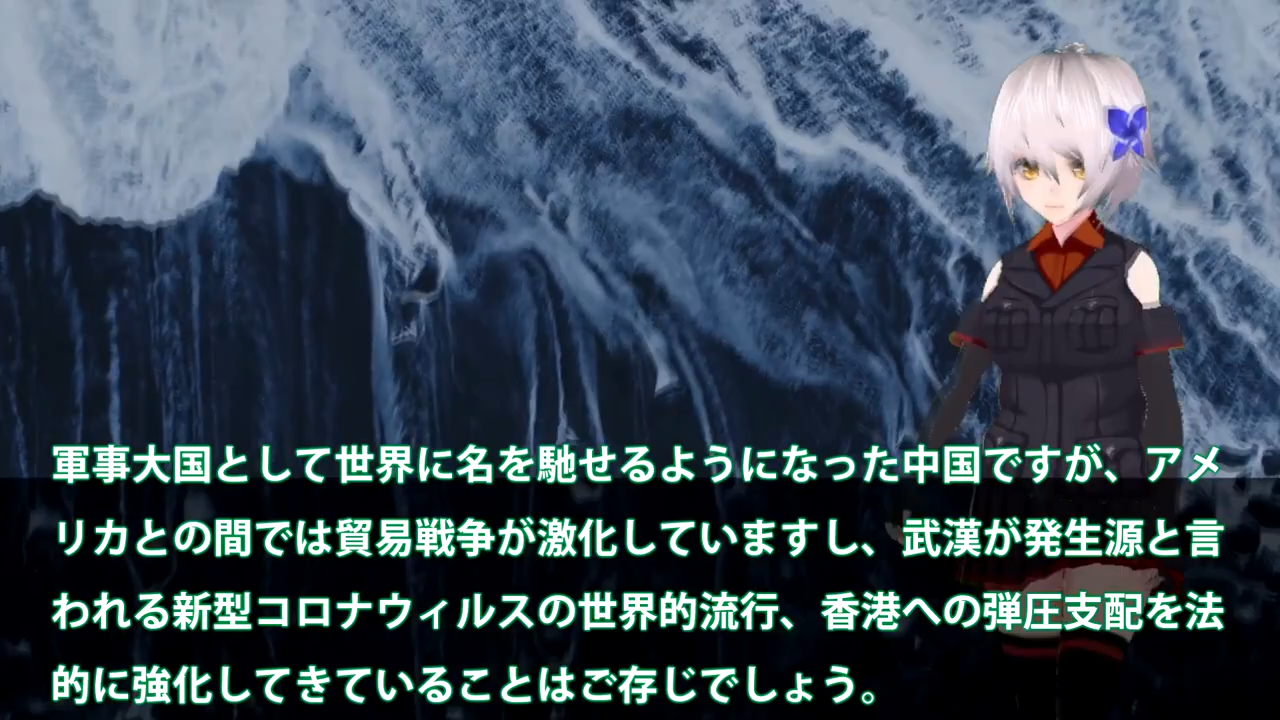 軍事大国として世界に名を馳せるようになった中国ですが、アメ
リカとの間では貿易戦争が激化していますし、武漢が発生源と言
われる新型コロナウィルスの世界的流行、香港への弾圧支配を法
的に強化してきていることはご存じでしょう。